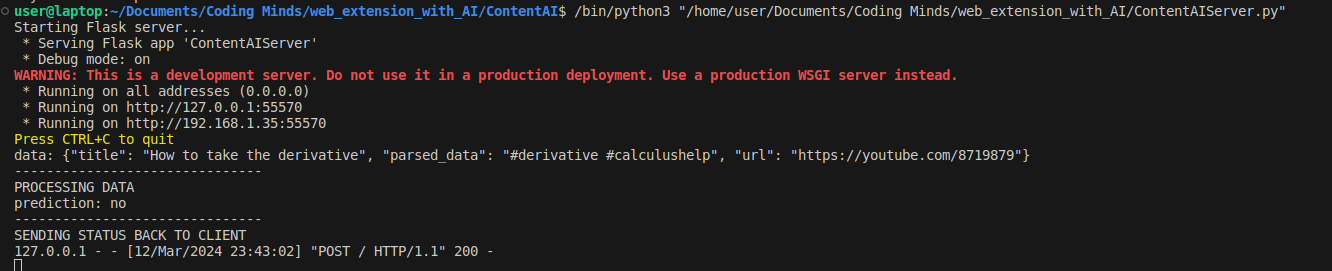 user@laptop:~/Documents/Coding Minds/web_extension_with_AI/ContentAI$ /bin/python3 "/home/user/Documents/Coding Minds/web_extension_with_AI/ContentAIServer.py"
Starting Flask server...
 * Serving Flask app 'ContentAIServer'
 * Debug mode: on
WARNING: This is a development server. Do not use it in a production deployment. Use a production WSGI server instead.
 * Running on all addresses (0.0.0.0)
 * Running on http://127.0.0.1:55570
 * Running on http://192.168.1.35:55570
Press CTRL+C to quit
data: {"title": "How to take the derivative", "parsed_data": "#derivative #calculushelp", "url": "https://youtube.com/8719879"}
------------------------------
PROCESSING DATA
prediction: no
------------------------------
SENDING STATUS BACK TO CLIENT
127.0.0.1 - - [12/Mar/2024 23:43:02] "POST / HTTP/1.1" 200 -